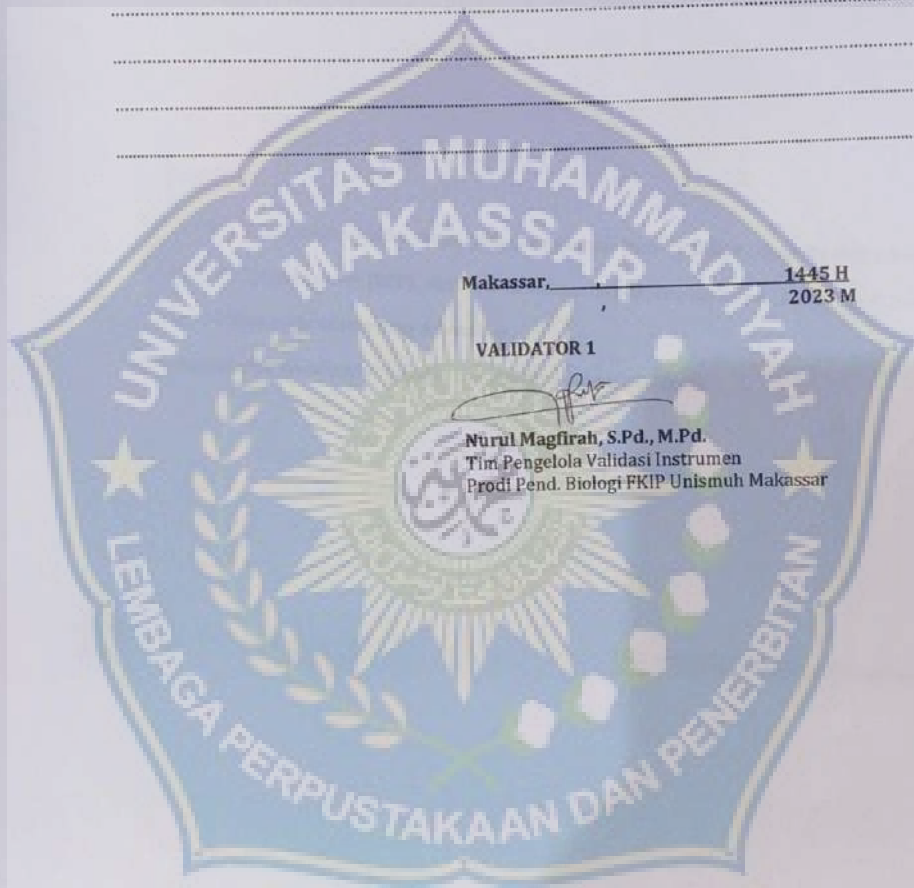 UNIVERSITAS MUHAMMADIYAH
MAKASSAR
Makassar, , 1445 H
, 2023 M
VALIDATOR 1
Nurul Magfirah, S.Pd., M.Pd.
Tim Pengelola Validasi Instrumen
Prodi Pend. Biologi FKIP Unismuh Makassar
LEMBAGA PERPUSTAKAAN DAN PENERBITAN